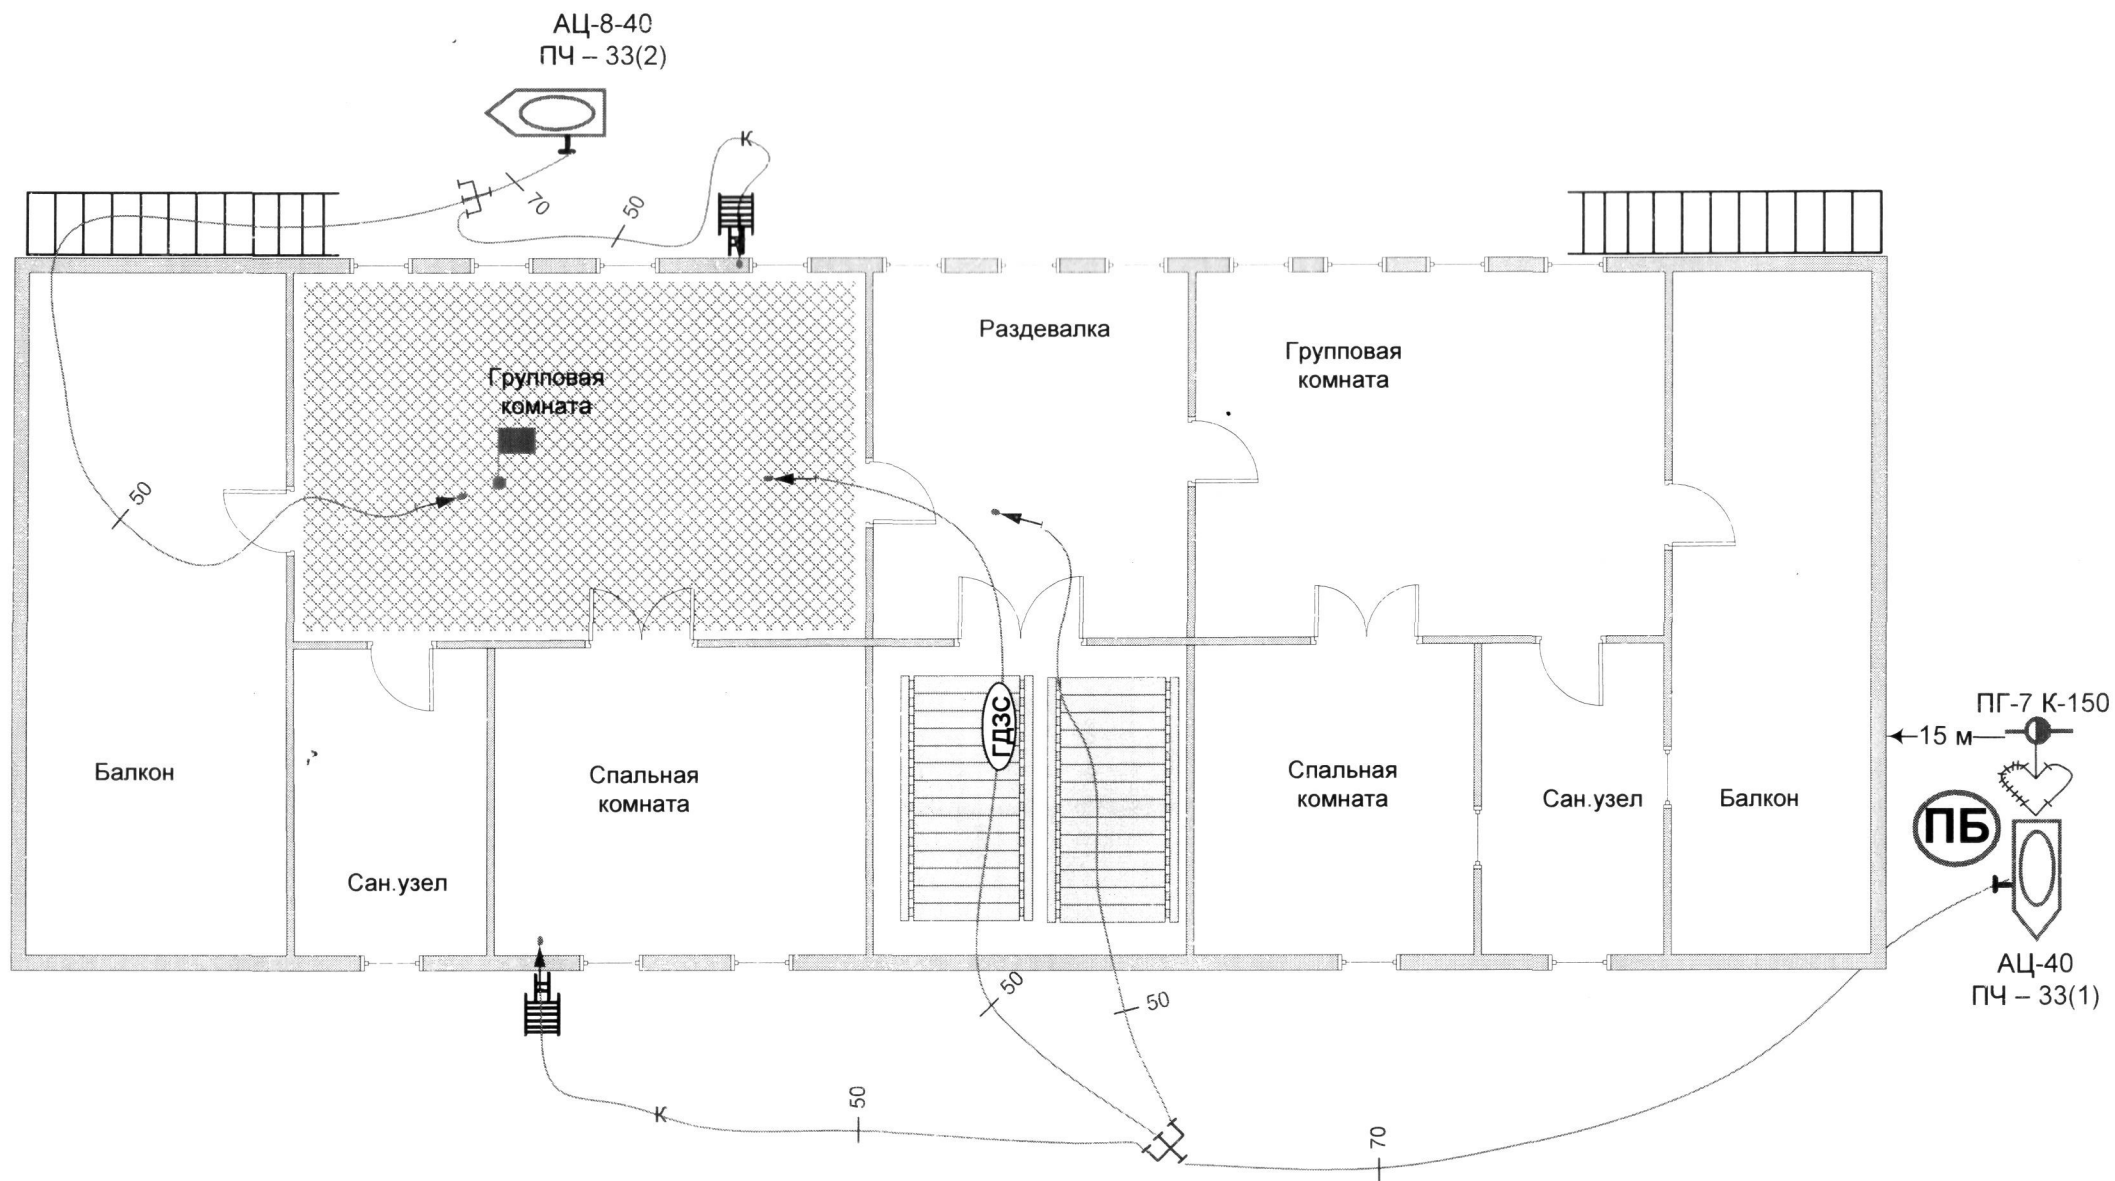 АЦ-8-40
ПЧ – 33(2)
К
70
50
Раздевалка
Групповая
комната
Групповая
комната
50
ПГ-7 К-150
15 м
ГДЗС
Балкон
Спальная
комната
Спальная
комната
Сан.узел
Балкон
ПБ
Сан.узел
АЦ-40
ПЧ – 33(1)
50
50
К
50
70